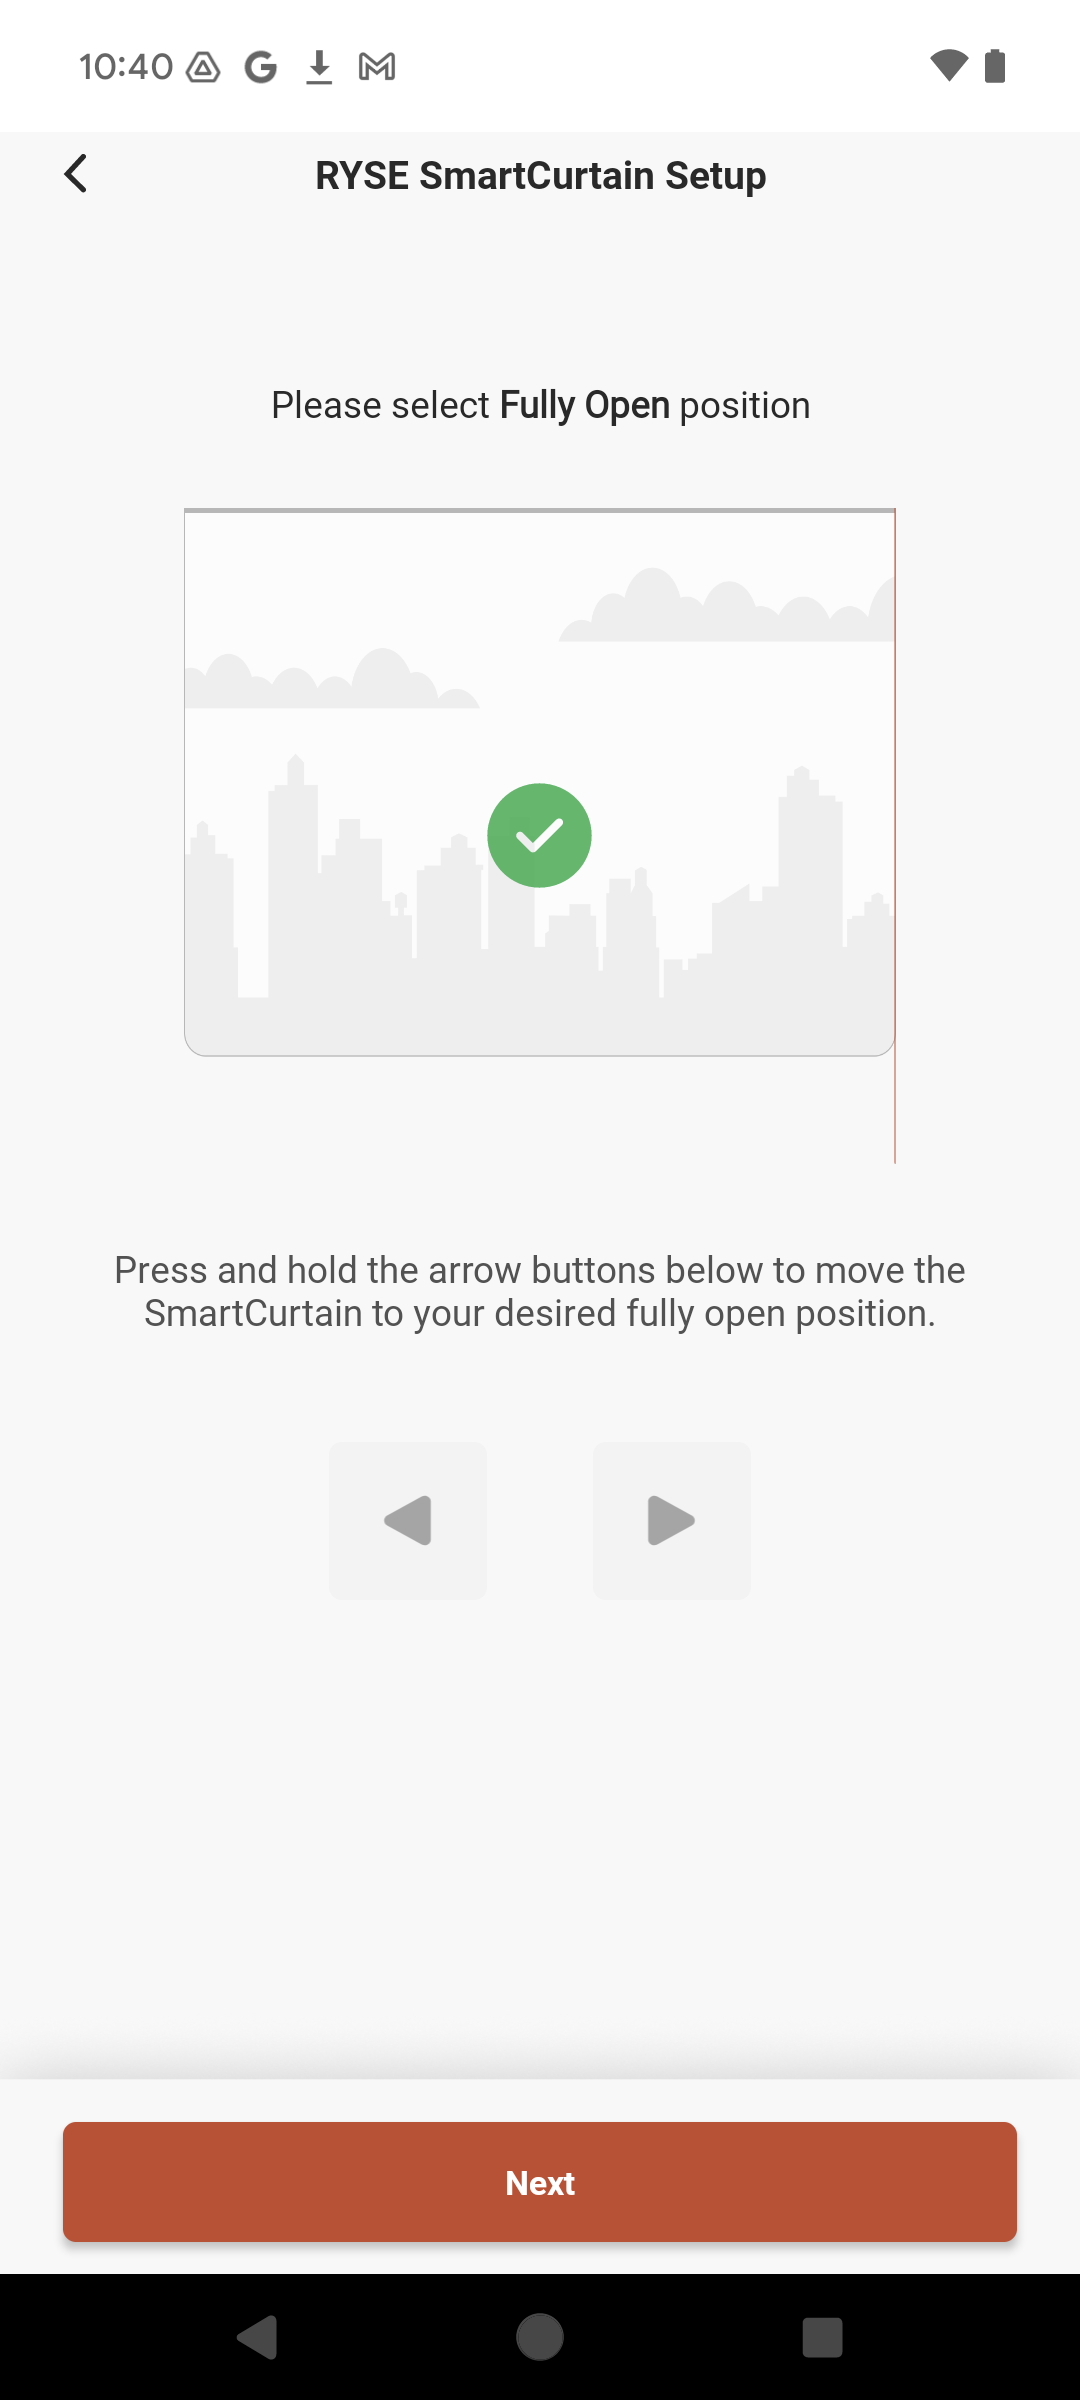 10:40
RYSE SmartCurtain Setup
Please select Fully Open position
Press and hold the arrow buttons below to move the
SmartCurtain to your desired fully open position.
Next